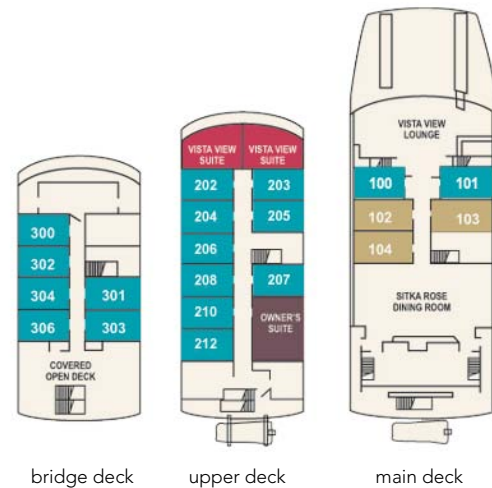 300
302
304
306
301
303
COVERED
OPEN DECK
bridge deck
VISTA VIEW
SUITE
VISTA VIEW
SUITE
202
204
206
208
210
212
203
205
207
OWNER'S
SUITE
upper deck
VISTA VIEW
LOUNGE
100
101
102
103
104
SITKA ROSE
DINING ROOM
main deck